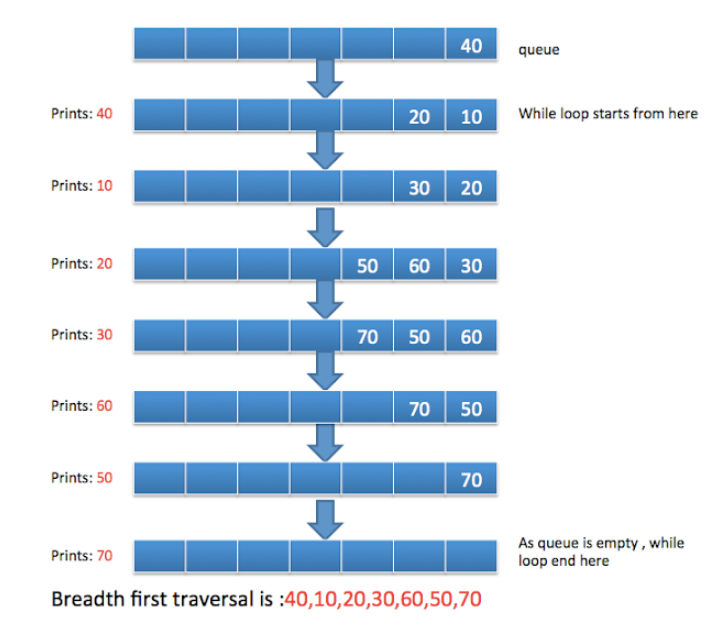 40 queue
Prints: 40 20 10 While loop starts from here
Prints: 10 30 20
Prints: 20 50 60 30
Prints: 30 70 50 60
Prints: 60 70 50
Prints: 50 70
Prints: 70 As queue is empty , while
loop end here
Breadth first traversal is :40,10,20,30,60,50,70